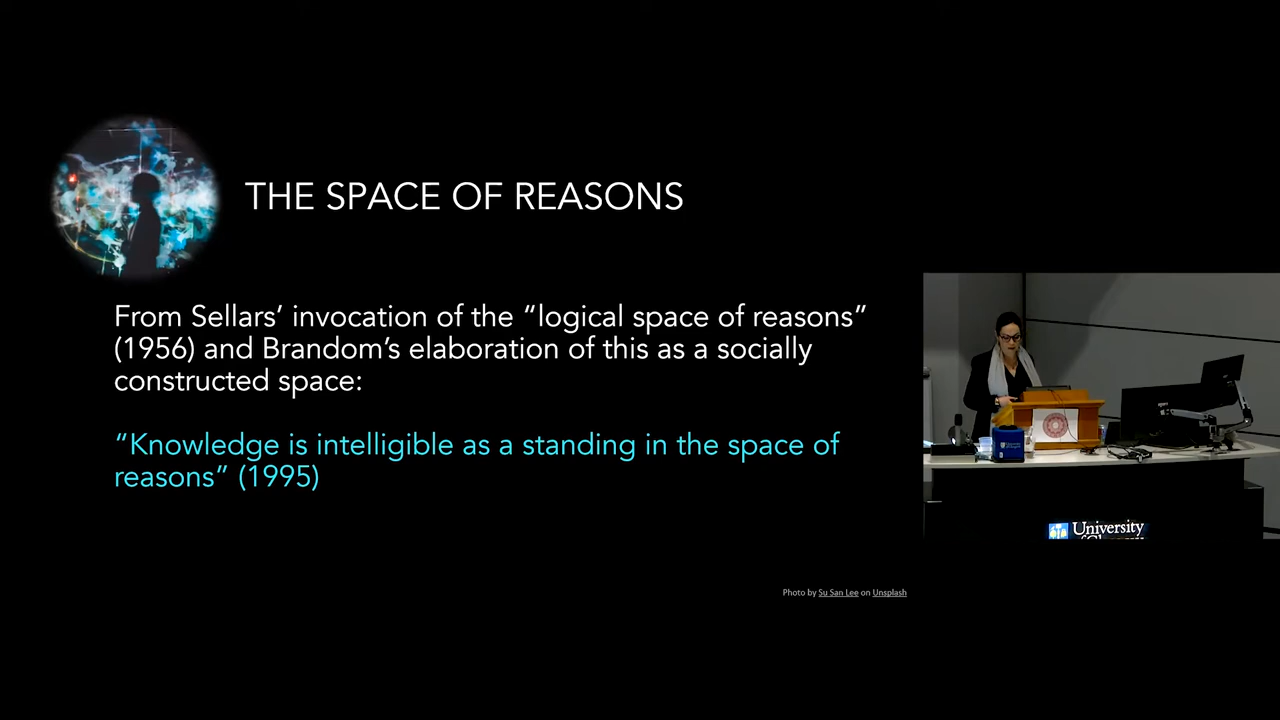 THE SPACE OF REASONS
From Sellars’ invocation of the “logical space of reasons”
(1956) and Brandom’s elaboration of this as a socially
constructed space:
“Knowledge is intelligible as a standing in the space of
reasons” (1995)
University
Photo by Su San Lee on Unsplash